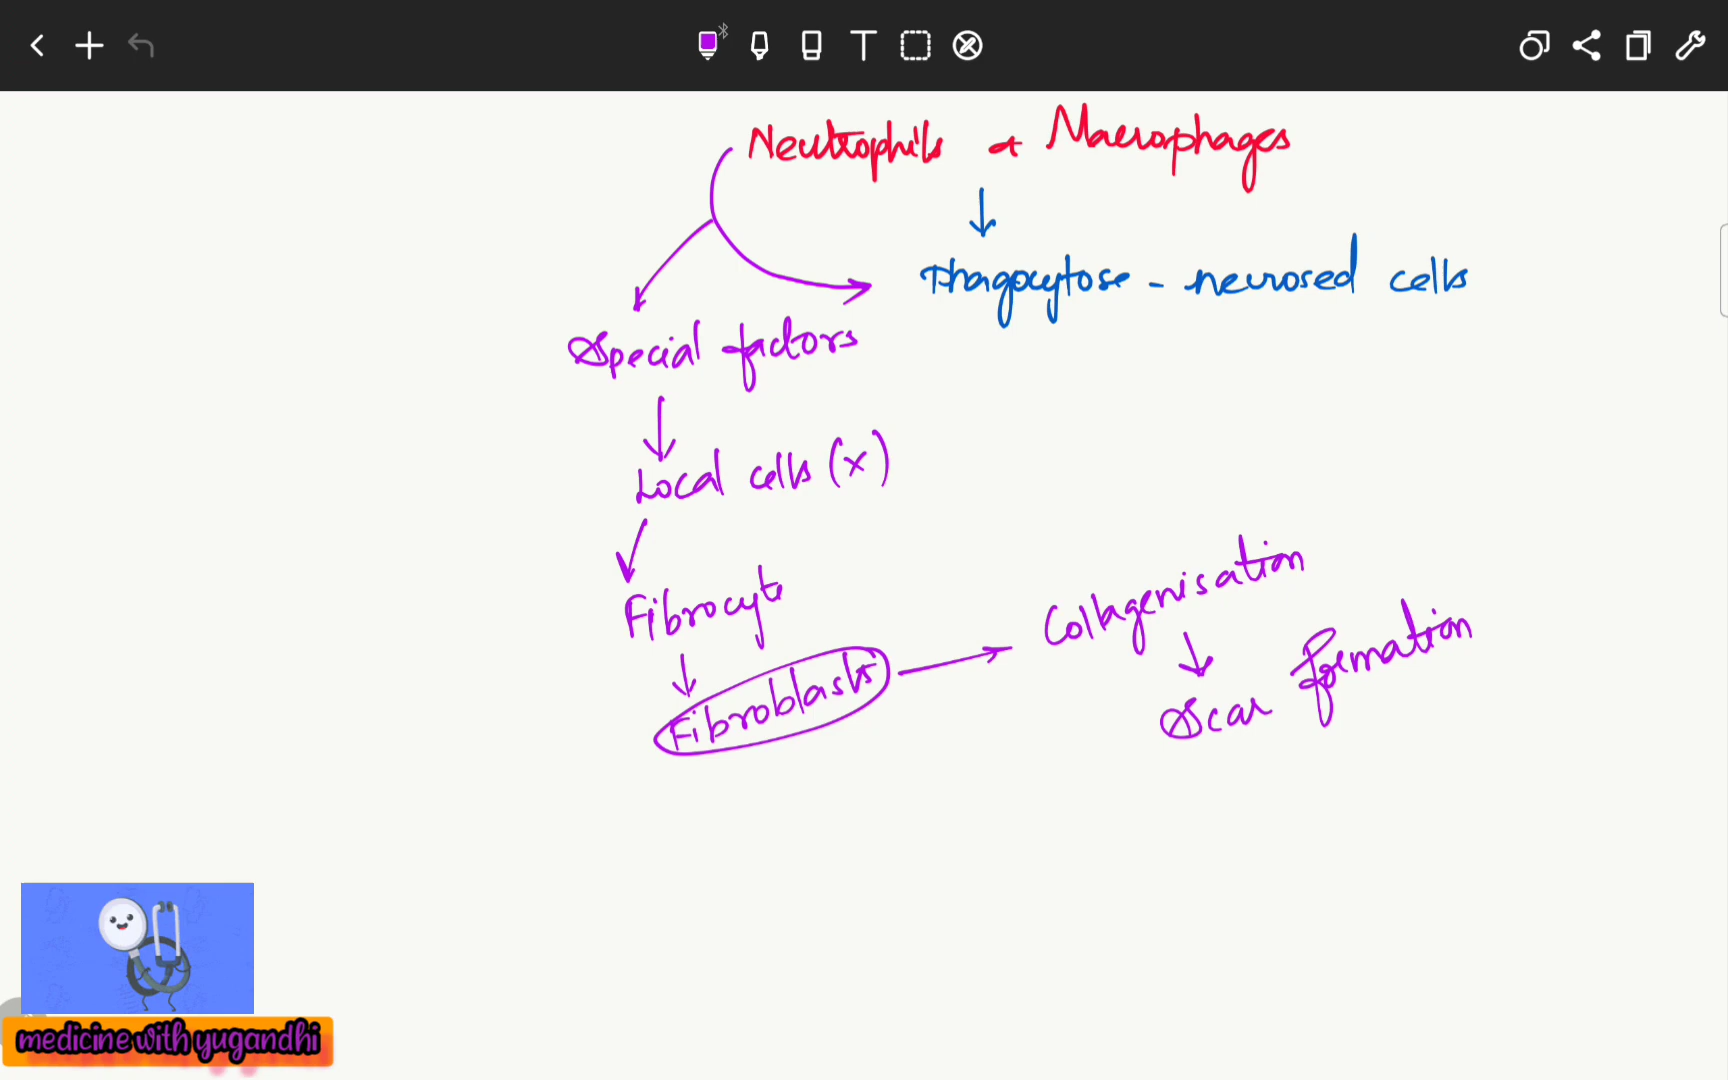 Neutrophils & Macrophages
Phagocytose - necrosed cells
Special factors
Local cells (x)
Fibrocyte
Fibroblasts
Collagenisation
Scar formation
medicine with yugandhi